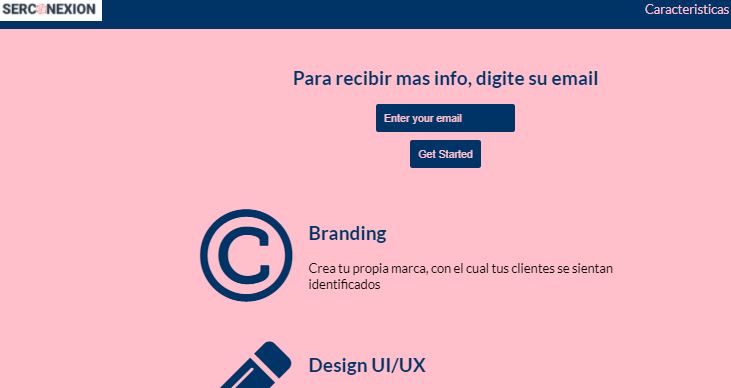 SERCONEXION
Caracteristicas
Para recibir mas info, digite su email
Enter your email
Get Started
Branding
Crea tu propia marca, con el cual tus clientes se sientan
identificados
Design UI/UX